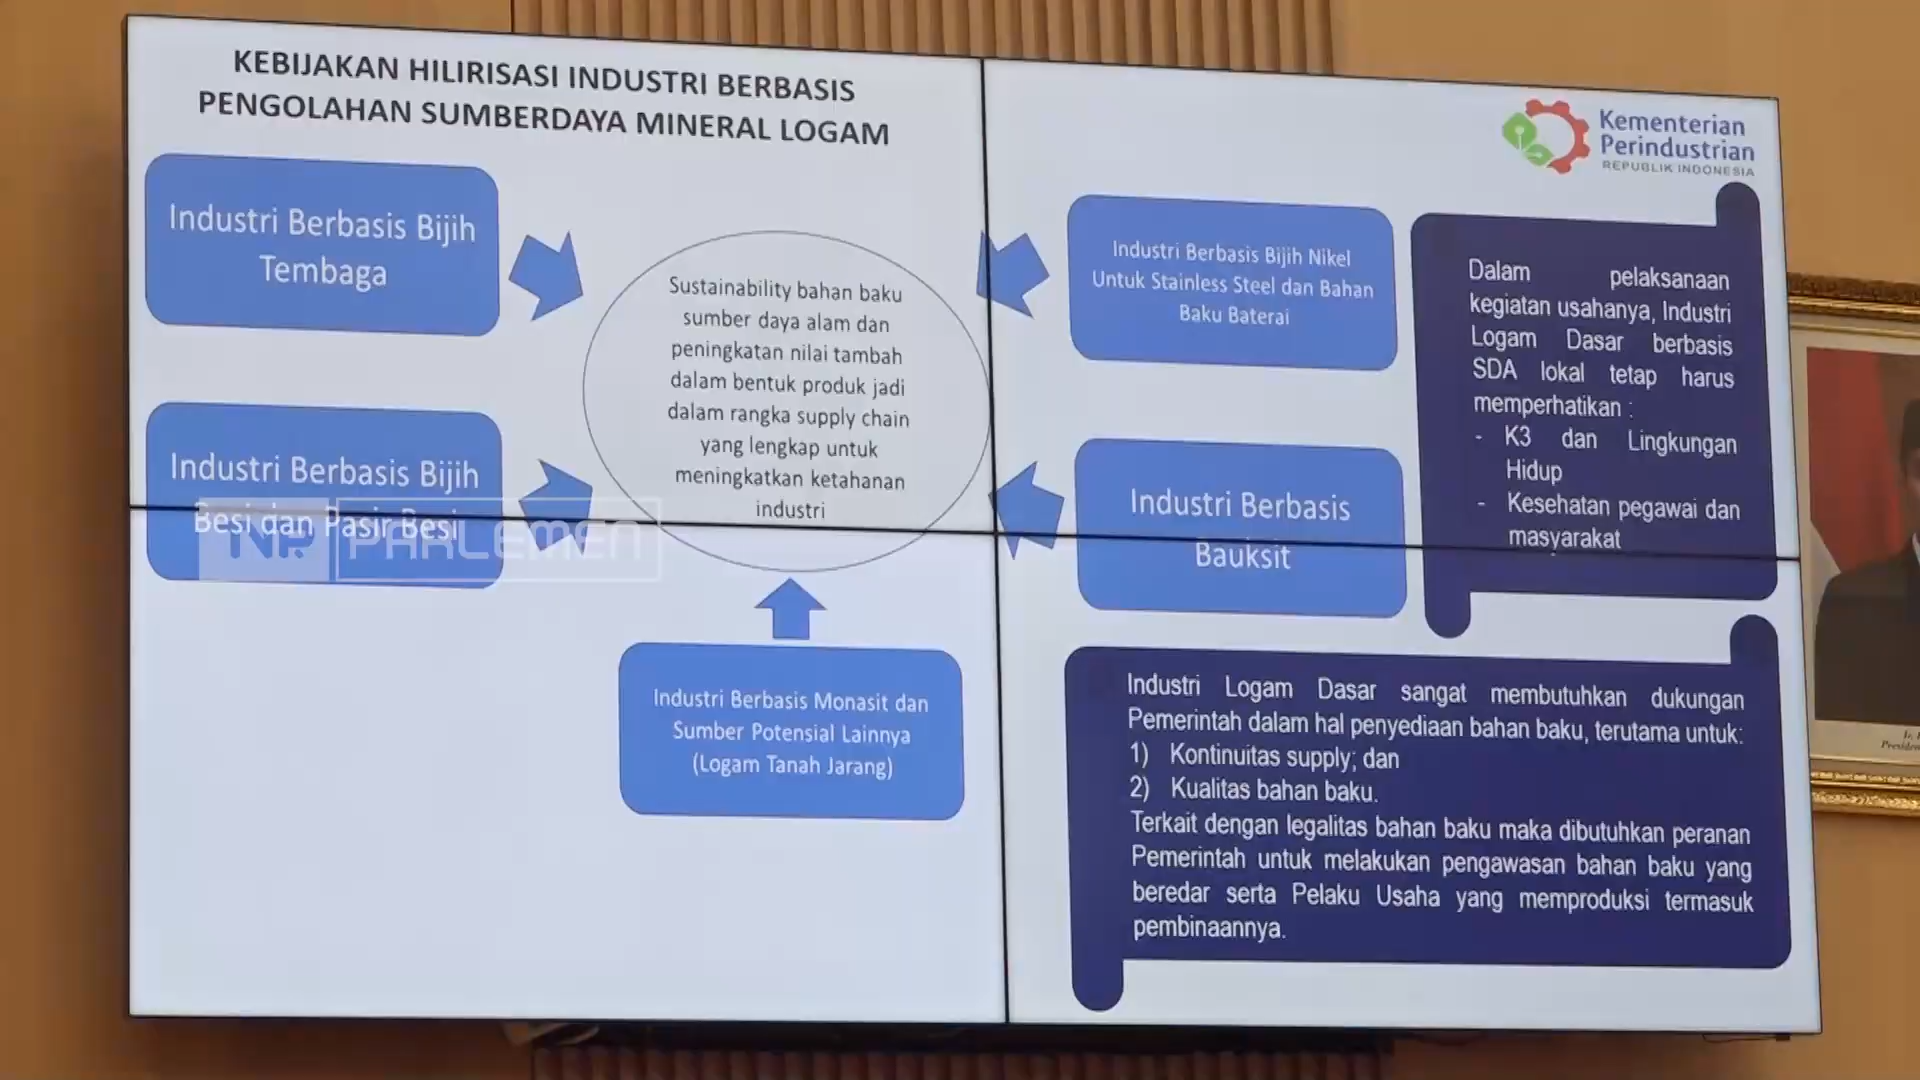 KEBIJAKAN HILIRISASI INDUSTRI BERBASIS
PENGOLAHAN SUMBERDAYA MINERAL LOGAM
Kementerian
Perindustrian
REPUBLIK INDONESIA
Industri Berbasis Bijih
Tembaga
Industri Berbasis Bijih
Besi dan Pasir Besi
NP PARLEMEN
Sustainability bahan baku
sumber daya alam dan
peningkatan nilai tambah
dalam bentuk produk jadi
dalam rangka supply chain
yang lengkap untuk
meningkatkan ketahanan
industri
Industri Berbasis Monasit dan
Sumber Potensial Lainnya
(Logam Tanah Jarang)
Industri Berbasis Bijih Nikel
Untuk Stainless Steel dan Bahan
Baku Baterai
Industri Berbasis
Bauksit
Dalam pelaksanaan
kegiatan usahanya, Industri
Logam Dasar berbasis
SDA lokal tetap harus
memperhatikan :
- K3 dan Lingkungan
Hidup
- Kesehatan pegawai dan
masyarakat
Industri Logam Dasar sangat membutuhkan dukungan
Pemerintah dalam hal penyediaan bahan baku, terutama untuk:
1) Kontinuitas supply; dan
2) Kualitas bahan baku.
Terkait dengan legalitas bahan baku maka dibutuhkan peranan
Pemerintah untuk melakukan pengawasan bahan baku yang
beredar serta Pelaku Usaha yang memproduksi termasuk
pembinaannya.